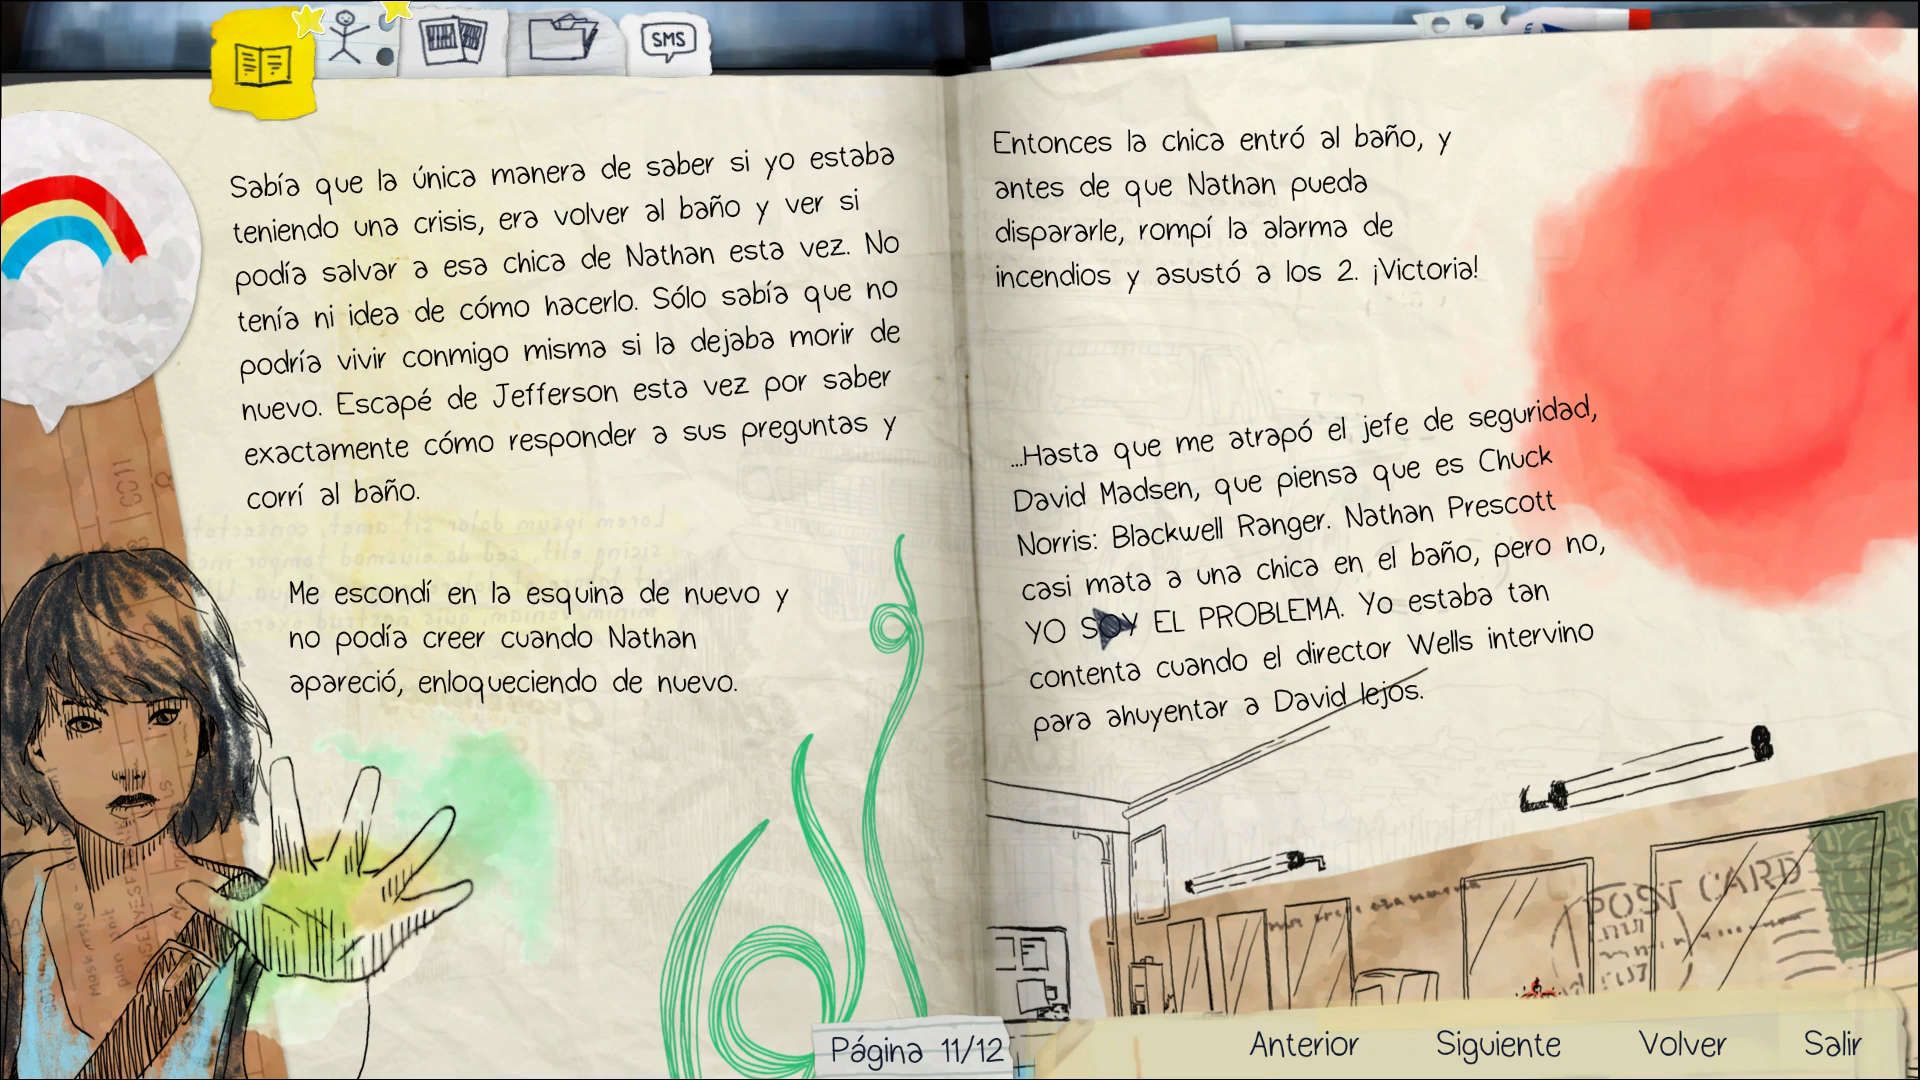 SMS
Sabía que la única manera de saber si yo estaba
teniendo una crisis, era volver al baño y ver si
podía salvar a esa chica de Nathan esta vez. No
tenía ni idea de cómo hacerlo. Sólo sabía que no
podría vivir conmigo misma si la dejaba morir de
nuevo. Escapé de Jefferson esta vez por saber
exactamente cómo responder a sus preguntas y
corrí al baño.
Me escondí en la esquina de nuevo y
no podía creer cuando Nathan
apareció, enloqueciendo de nuevo.
Entonces la chica entró al baño, y
antes de que Nathan pueda
dispararle, rompí la alarma de
incendios y asustó a los 2. ¡Victoria!
...Hasta que me atrapó el jefe de seguridad,
David Madsen, que piensa que es Chuck
Norris: Blackwell Ranger. Nathan Prescott
casi mata a una chica en el baño, pero no,
YO SOY EL PROBLEMA. Yo estaba tan
contenta cuando el director Wells intervino
para ahuyentar a David lejos.
POST CARD
Página 11/12
Anterior Siguiente Volver Salir